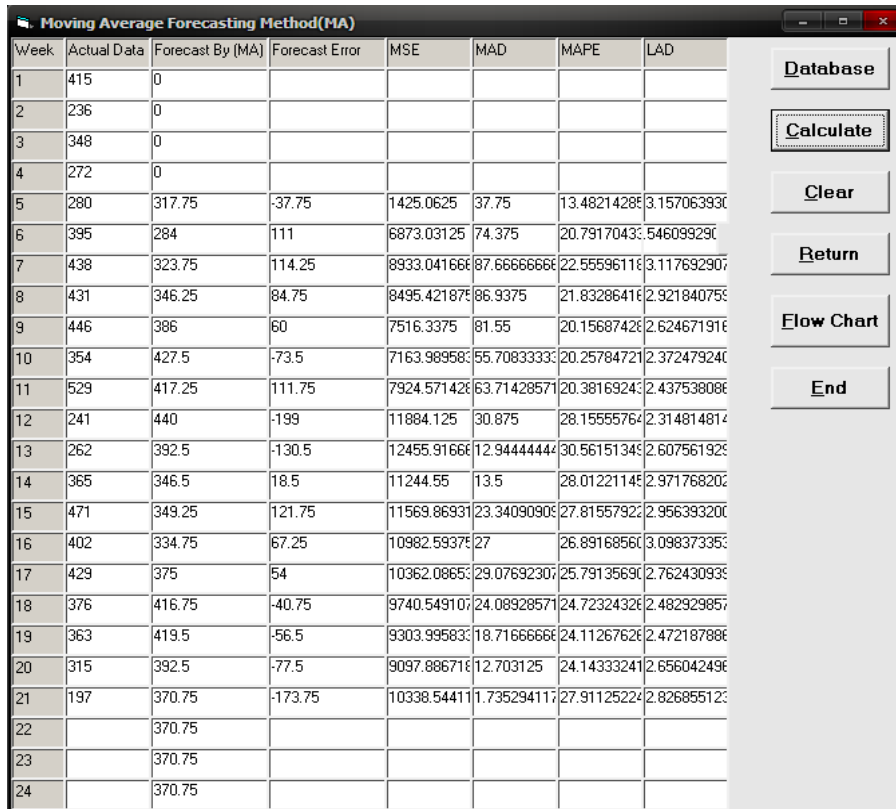 Moving Average Forecasting Method(MA)
Week Actual Data Forecast By (MA) Forecast Error MSE MAD MAPE LAD
1 415 0
2 236 0
3 348 0
4 272 0
5 280 317.75 -37.75 1425.0625 37.75 13.48214285 3.157063930
6 395 284 111 6873.03125 74.375 20.79170433 .546099290
7 438 323.75 114.25 8933.041666 87.66666666 22.55596118 3.117692907
8 431 346.25 84.75 8495.421875 86.9375 21.83286416 2.921840759
9 446 386 60 7516.3375 81.55 20.15687428 2.624671916
10 354 427.5 -73.5 7163.989583 55.70833333 20.25784721 2.372479240
11 529 417.25 111.75 7924.571428 63.71428571 20.38169243 2.437538086
12 241 440 -199 11884.125 30.875 28.15555764 2.314814814
13 262 392.5 -130.5 12455.91666 12.94444444 30.56151349 2.607561929
14 365 346.5 18.5 11244.55 13.5 28.01221145 2.971768202
15 471 349.25 121.75 11569.86931 23.34090909 27.81557922 2.956393200
16 402 334.75 67.25 10982.59375 27 26.89168560 3.098373353
17 429 375 54 10362.08653 29.07692307 25.79135690 2.762430939
18 376 416.75 -40.75 9740.549107 24.08928571 24.72324326 2.482929857
19 363 419.5 -56.5 9303.995833 18.71666666 24.11267626 2.472187886
20 315 392.5 -77.5 9097.886718 12.703125 24.14333241 2.656042496
21 197 370.75 -173.75 10338.54411 1.735294117 27.91125224 2.826855123
22 370.75
23 370.75
24 370.75
Database
Calculate
Clear
Return
Flow Chart
End